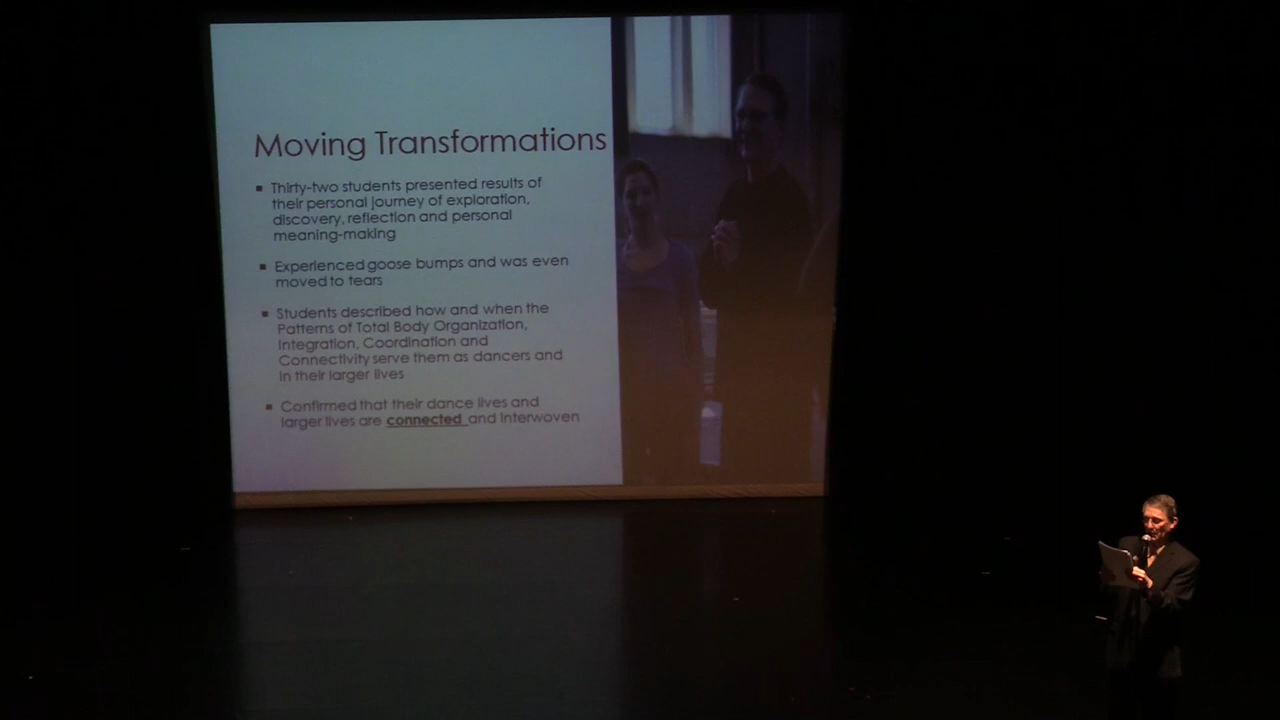 Moving Transformations
▪ Thirty-two students presented results of
their personal journey of exploration,
discovery, reflection and personal
meaning-making
▪ Experienced goose bumps and was even
moved to tears
▪ Students described how and when the
Patterns of Total Body Organization,
Integration, Coordination and
Connectivity serve them as dancers and
in their larger lives
▪ Confirmed that their dance lives and
larger lives are connected and interwoven